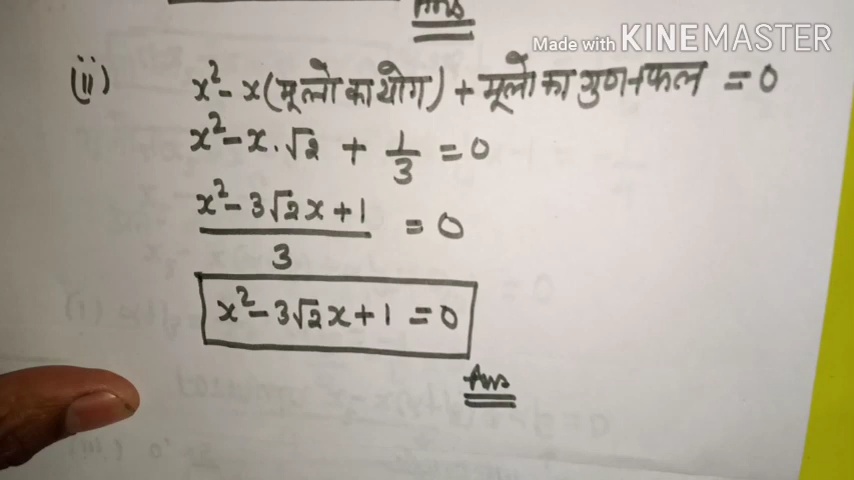 Ans
Made with KINEMASTER
(ii) x² - x(मूलो का योग) + मूलो का गुणनफल = 0
x² - x . √2 + 1/3 = 0
x² - 3√2x + 1 / 3 = 0
x² - 3√2x + 1 = 0
Ans